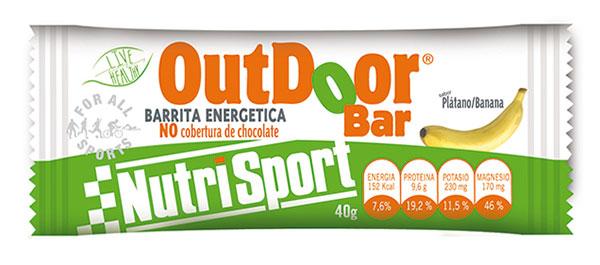 LIVE
HEALTHY
OutDoor®
BARRITA ENERGETICA
NO cobertura de chocolate
Bar
sabor
Plátano/Banana
FOR ALL
SPORTS
NutriSport
40g
ENERGIA PROTEINA POTASIO MAGNESIO
152 Kcal 9,6 g 230 mg 170 mg
7,6% 19,2 % 11,5 % 46 %